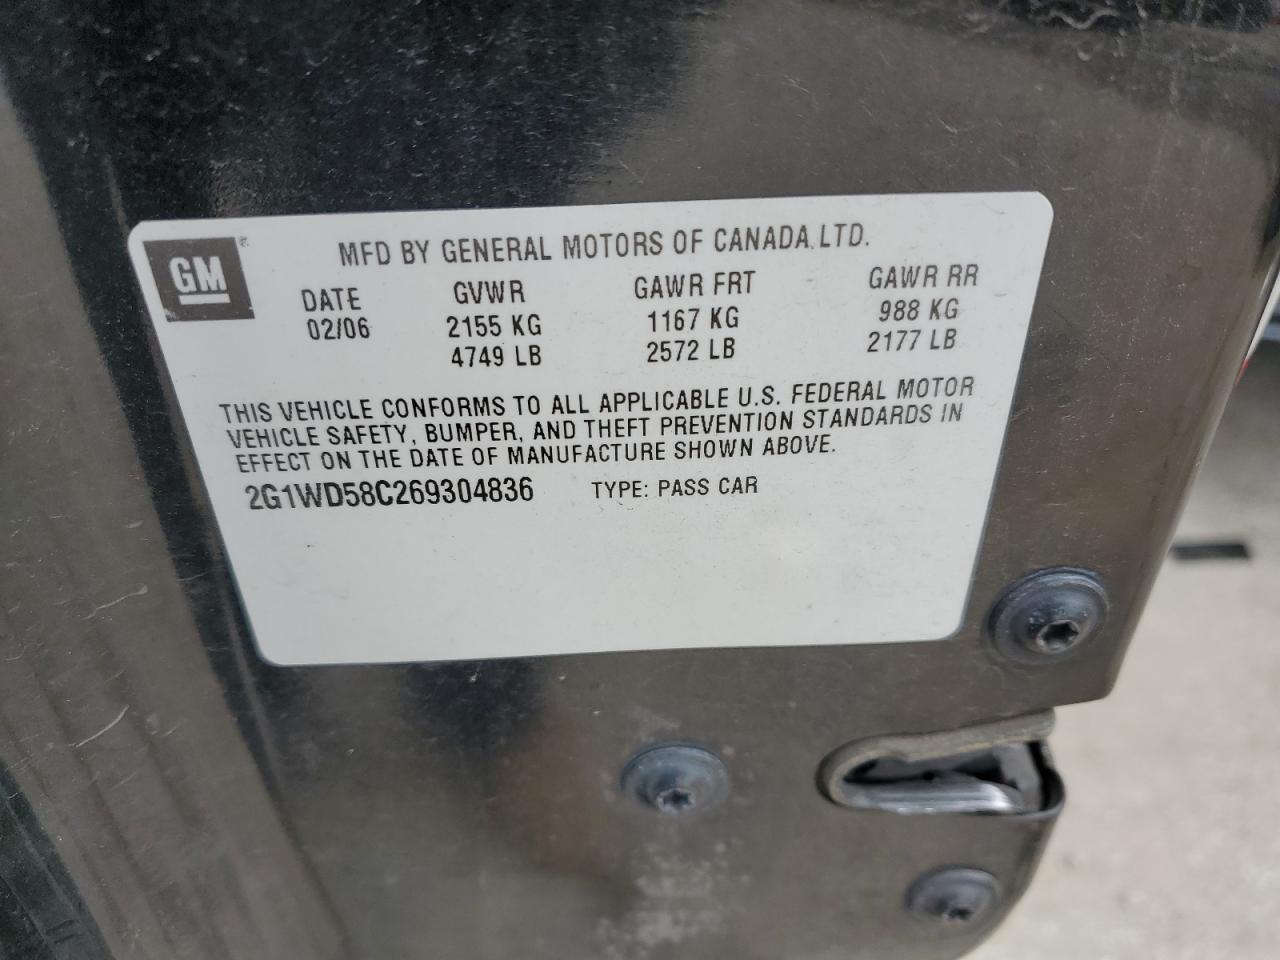 GM
MFD BY GENERAL MOTORS OF CANADA LTD.
DATE GVWR GAWR FRT GAWR RR
02/06 2155 KG 1167 KG 988 KG
4749 LB 2572 LB 2177 LB
THIS VEHICLE CONFORMS TO ALL APPLICABLE U.S. FEDERAL MOTOR
VEHICLE SAFETY, BUMPER, AND THEFT PREVENTION STANDARDS IN
EFFECT ON THE DATE OF MANUFACTURE SHOWN ABOVE.
2G1WD58C269304836 TYPE: PASS CAR